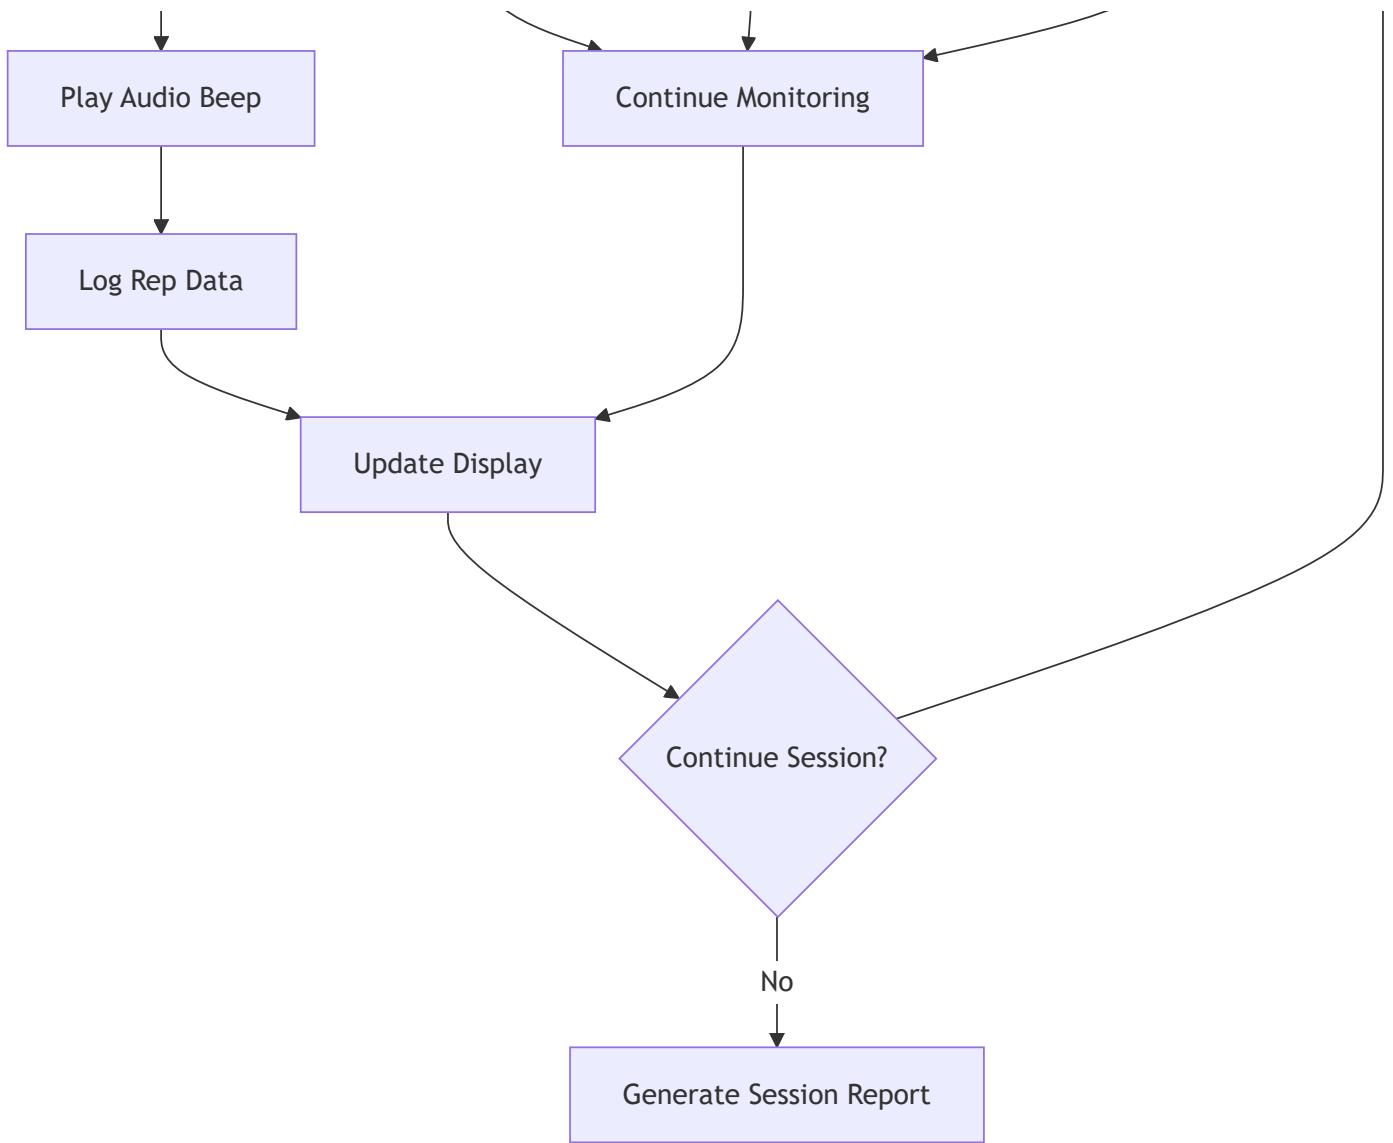 Play Audio Beep
Continue Monitoring
Log Rep Data
Update Display
Continue Session?
No
Generate Session Report